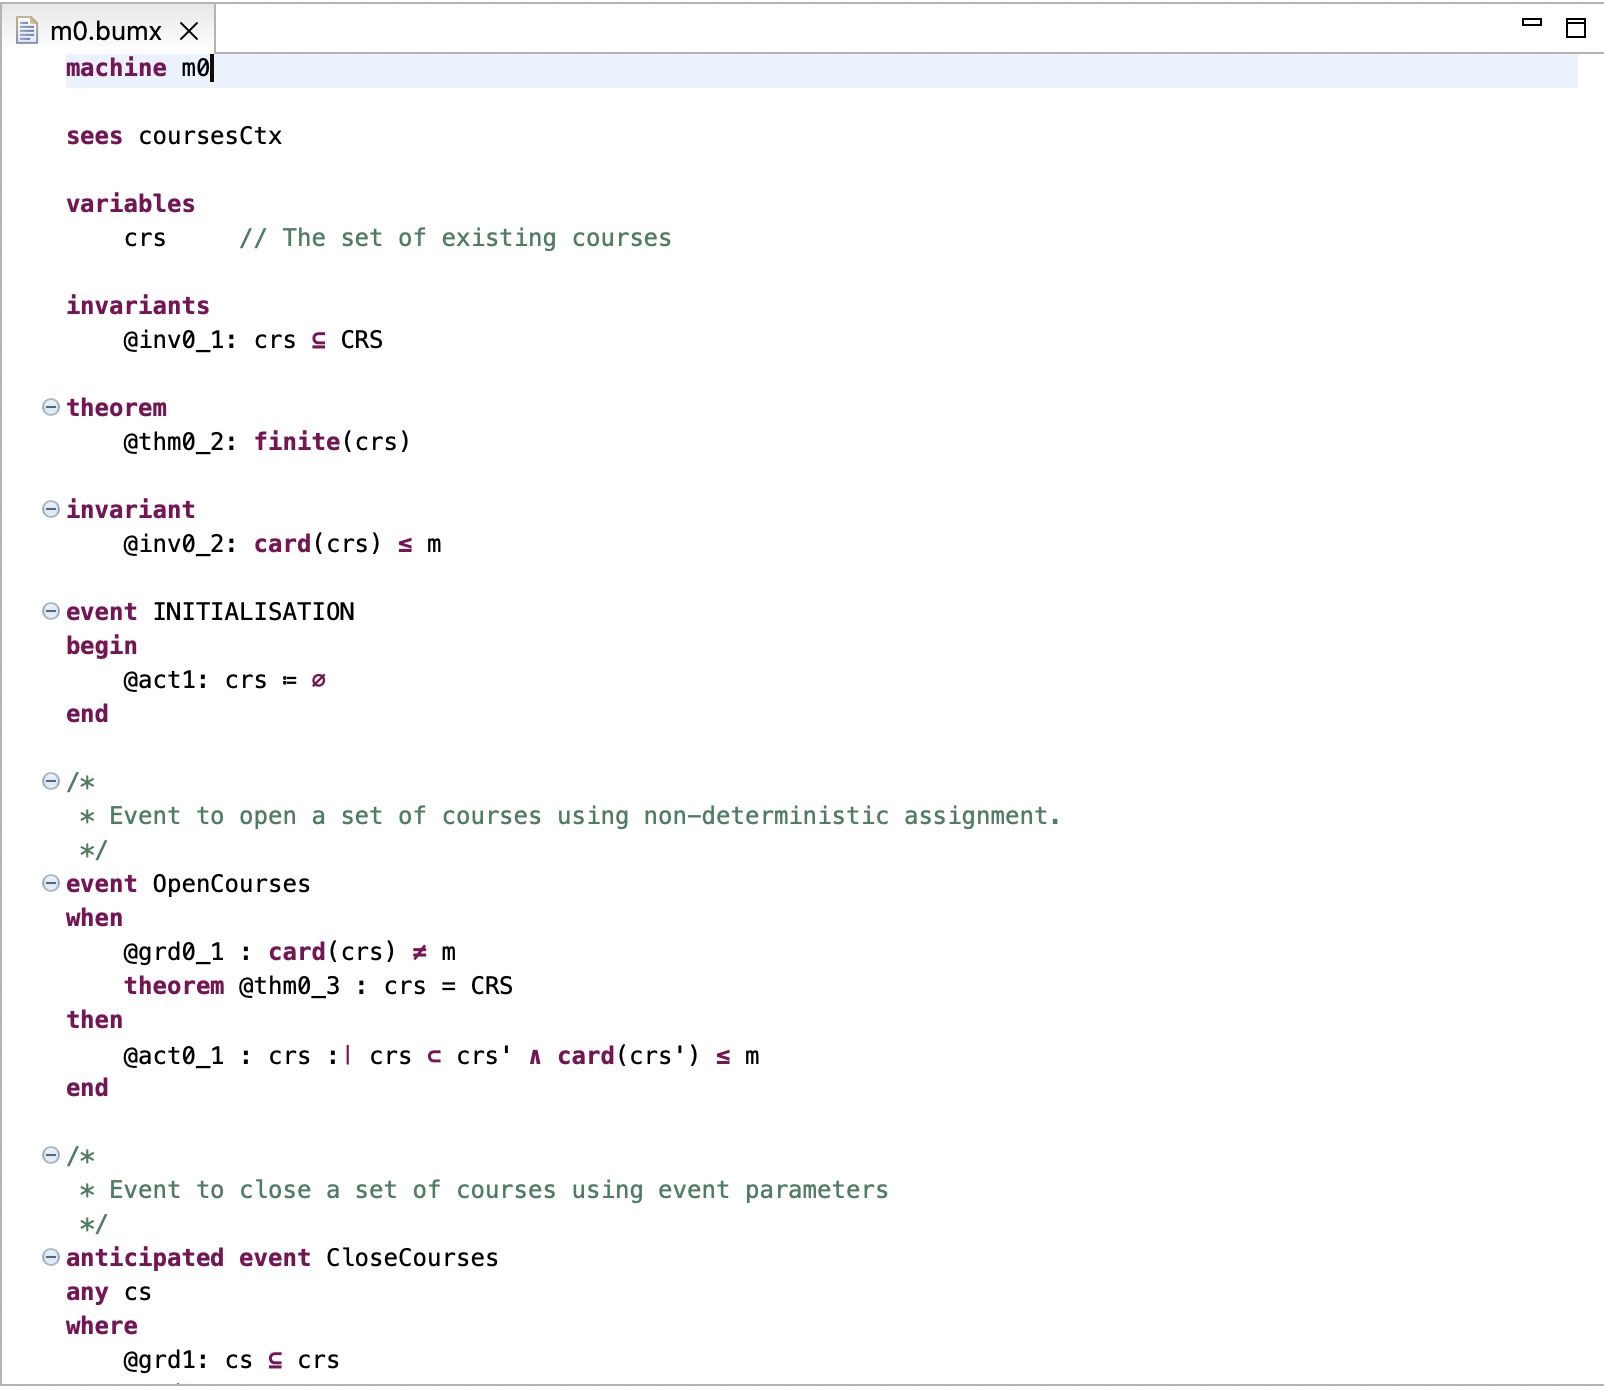 m0.bumx
machine m0
sees coursesCtx
variables
crs // The set of existing courses
invariants
@inv0_1: crs ⊆ CRS
theorem
@thm0_2: finite(crs)
invariant
@inv0_2: card(crs) ≤ m
event INITIALISATION
begin
@act1: crs ≔ ∅
end
/*
* Event to open a set of courses using non-deterministic assignment.
*/
event OpenCourses
when
@grd0_1 : card(crs) ≠ m
theorem @thm0_3 : crs = CRS
then
@act0_1 : crs :∣ crs ⊂ crs' ∧ card(crs') ≤ m
end
/*
* Event to close a set of courses using event parameters
*/
anticipated event CloseCourses
any cs
where
@grd1: cs ⊆ crs